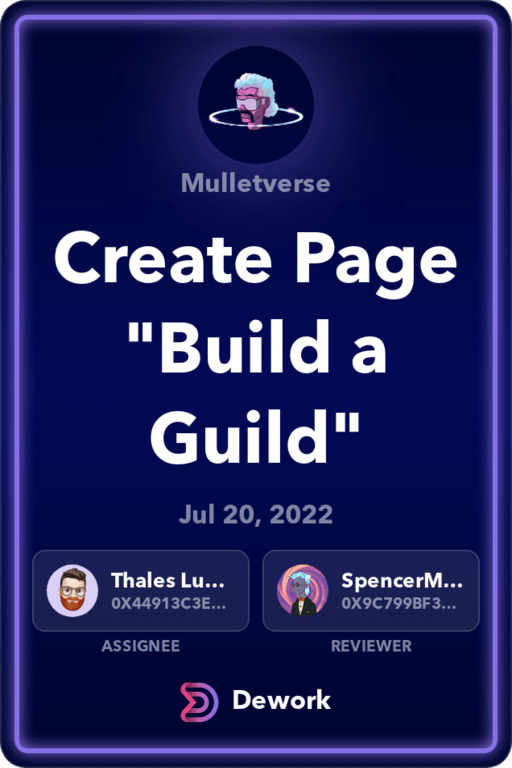 Mulletverse
Create Page
"Build a
Guild"
Jul 20, 2022
Thales Lu...
0X44913C3E...
SpencerM...
0X9C799BF3...
ASSIGNEE
REVIEWER
Dework